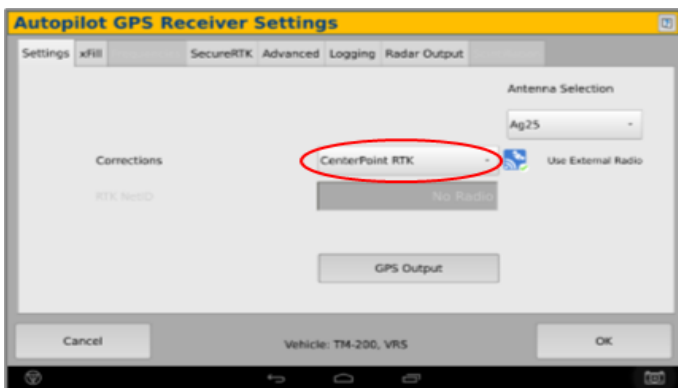 Autopilot GPS Receiver Settings
Settings xFill SecureRTK Advanced Logging Radar Output
Antenna Selection
Ag25
Corrections CenterPoint RTK Use External Radio
RTK NetID No Radio
GPS Output
Cancel Vehicle: TM-200, VRS OK